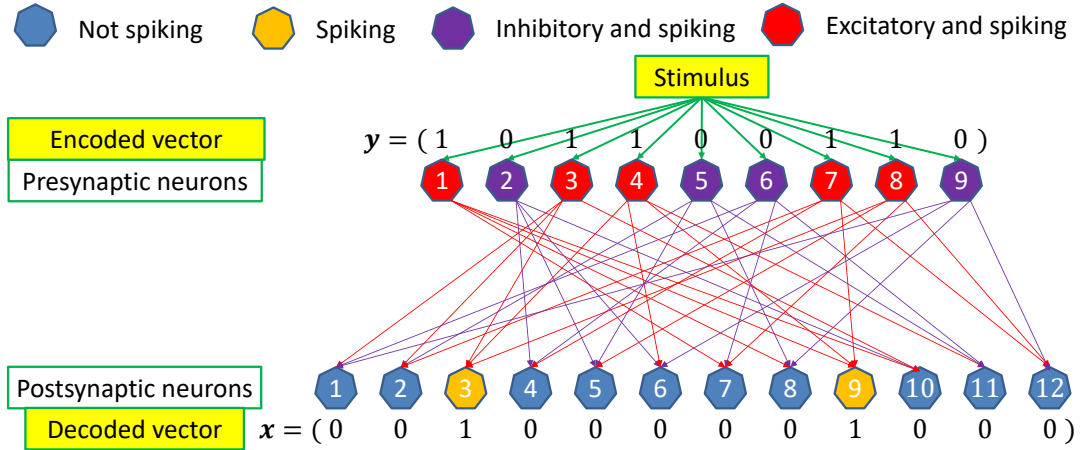 Not spiking Spiking Inhibitory and spiking Excitatory and spiking
Stimulus
Encoded vector y = ( 1 0 1 1 0 0 1 1 0 )
Presynaptic neurons 1 2 3 4 5 6 7 8 9
Postsynaptic neurons 1 2 3 4 5 6 7 8 9 10 11 12
Decoded vector x = ( 0 0 1 0 0 0 0 0 1 0 0 0 )